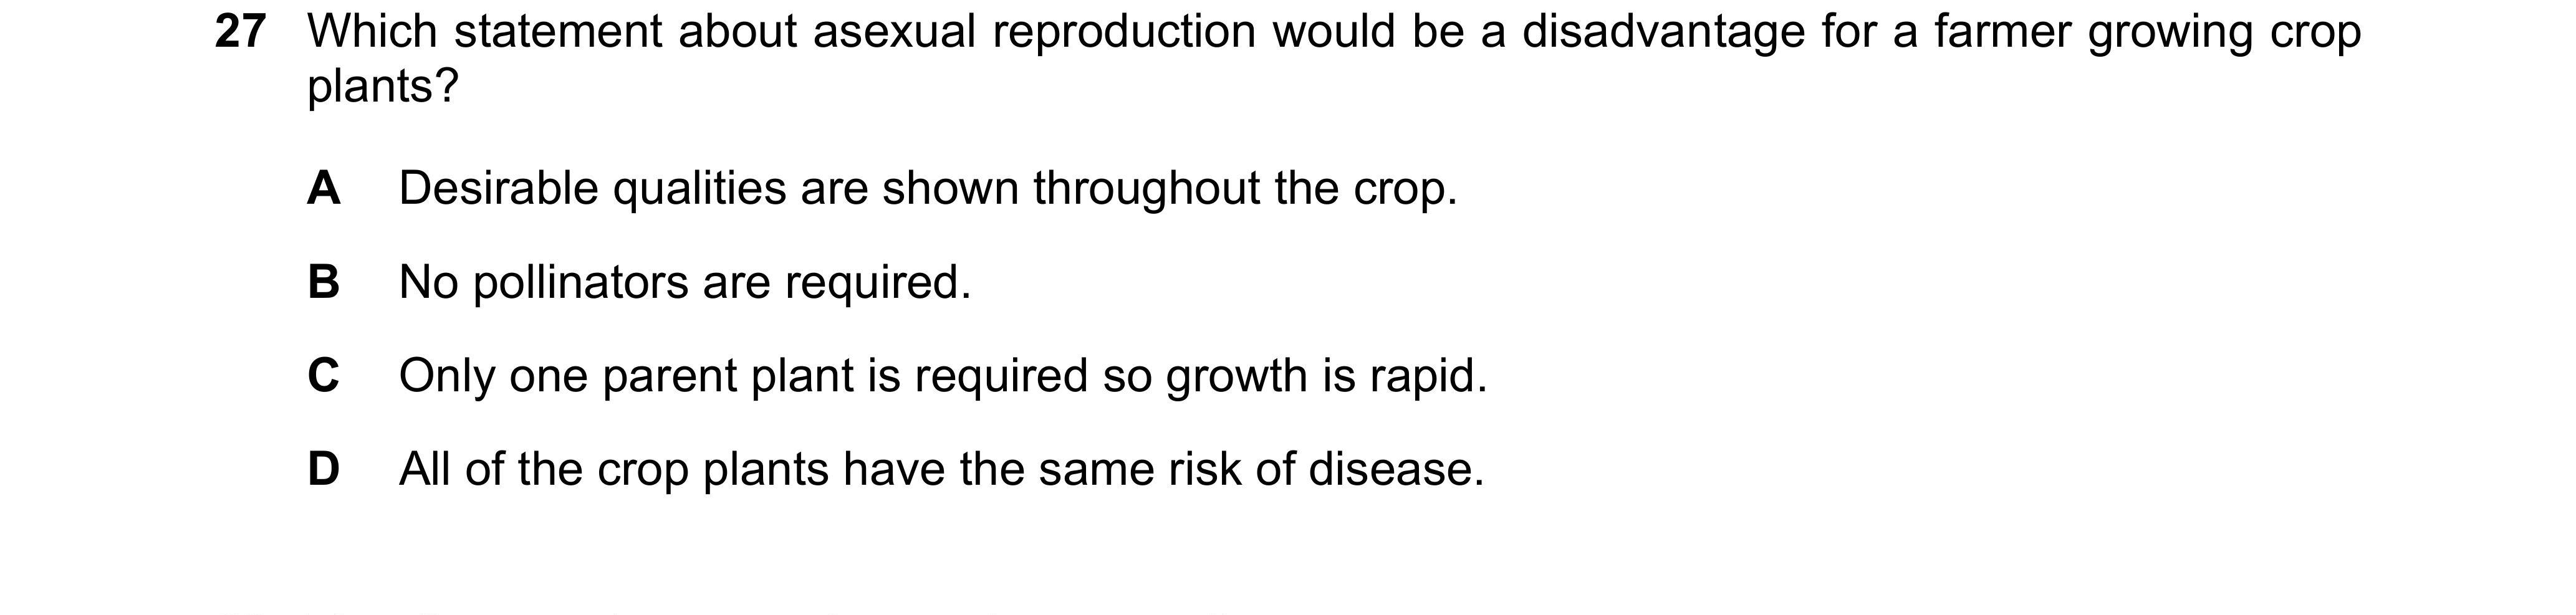 27 Which statement about asexual reproduction would be a disadvantage for a farmer growing crop
plants?
A Desirable qualities are shown throughout the crop.
B No pollinators are required.
C Only one parent plant is required so growth is rapid.
D All of the crop plants have the same risk of disease.